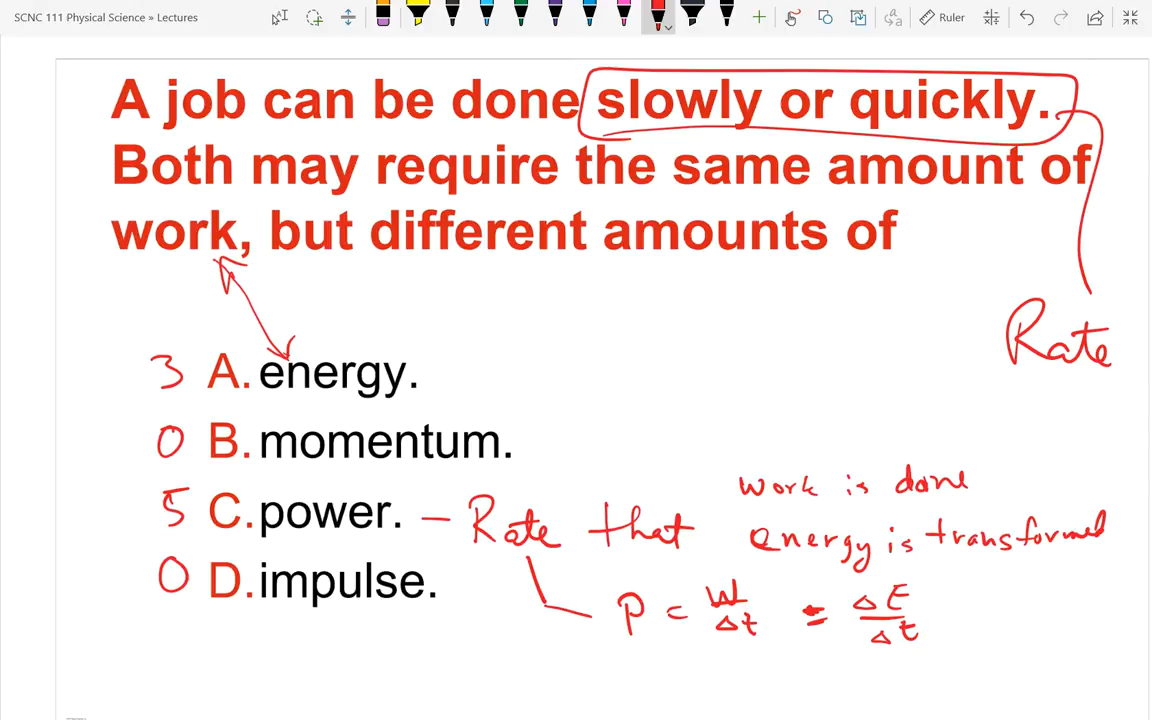 SCNC 111 Physical Science » Lectures
Ruler
A job can be done slowly or quickly.
Both may require the same amount of
work, but different amounts of
Rate
3 A. energy.
0 B. momentum.
work is done
5 C. power. – Rate that
energy is transformed
0 D. impulse.
P = W/Δt = ΔE/Δt